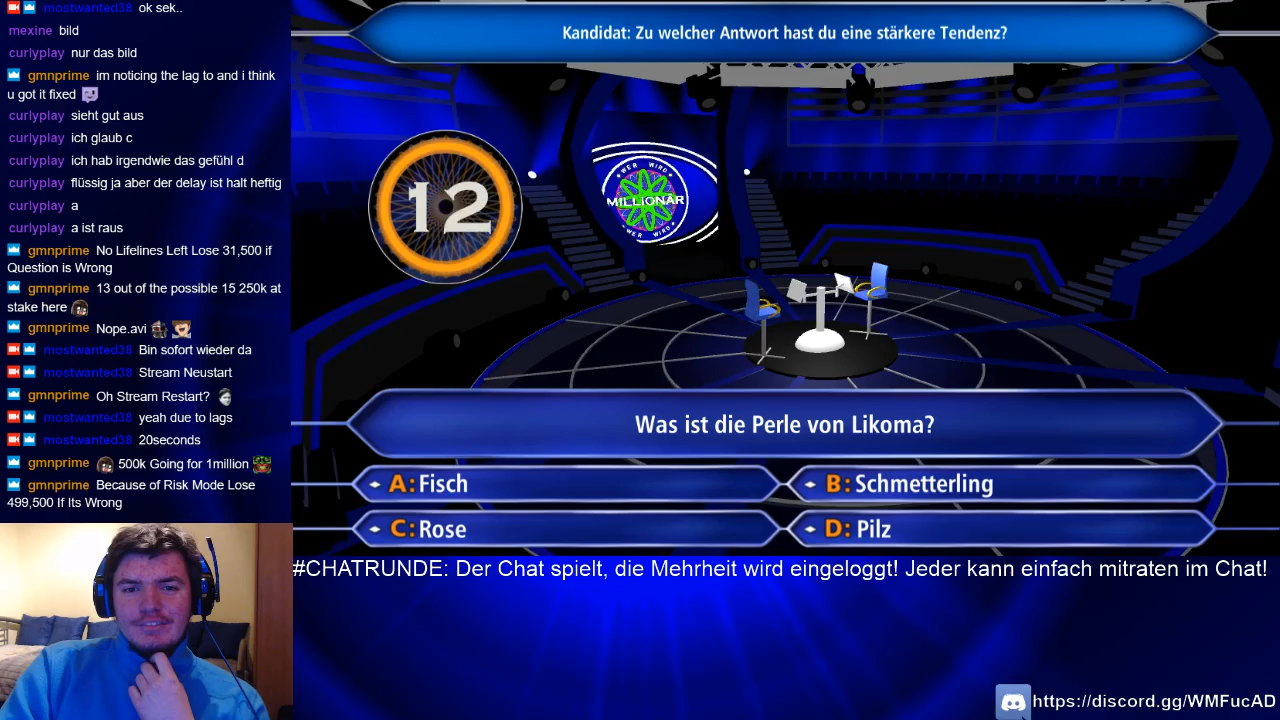 mostwanted38 ok sek..
mexine bild
curlyplay nur das bild
gmnprime im noticing the lag to and i think
u got it fixed
curlyplay sieht gut aus
curlyplay ich glaub c
curlyplay ich hab irgendwie das gefühl d
curlyplay flüssig ja aber der delay ist halt heftig
curlyplay a
curlyplay a ist raus
gmnprime No Lifelines Left Lose 31,500 if
Question is Wrong
gmnprime 13 out of the possible 15 250k at
stake here
gmnprime Nope.avi
mostwanted38 Bin sofort wieder da
mostwanted38 Stream Neustart
gmnprime Oh Stream Restart?
mostwanted38 yeah due to lags
mostwanted38 20seconds
gmnprime 500k Going for 1million
gmnprime Because of Risk Mode Lose
499,500 If Its Wrong
Kandidat: Zu welcher Antwort hast du eine stärkere Tendenz?
12
WER WIRD
MILLIONÄR
WER WIRD
Was ist die Perle von Likoma?
A: Fisch
B: Schmetterling
C: Rose
D: Pilz
#CHATRUNDE: Der Chat spielt, die Mehrheit wird eingeloggt! Jeder kann einfach mitraten im Chat!
https://discord.gg/WMFucAD